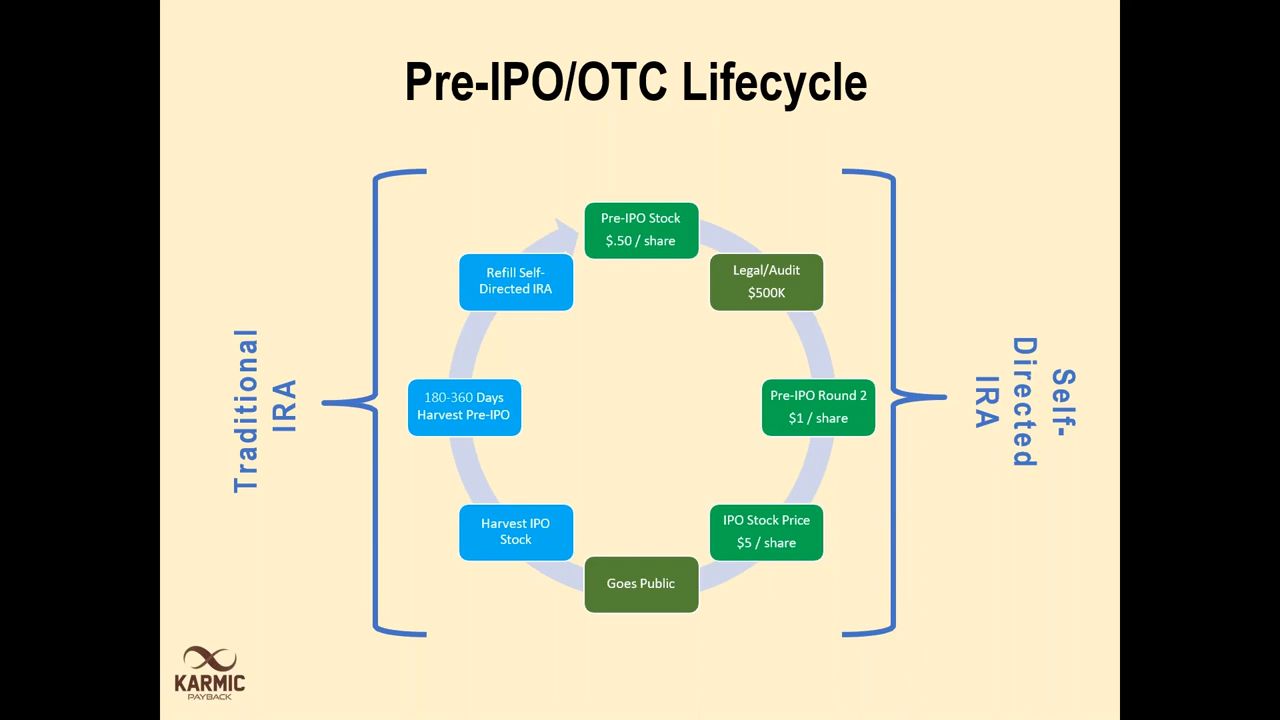 Pre-IPO/OTC Lifecycle
Pre-IPO Stock
$.50 / share
Legal/Audit
$500K
Pre-IPO Round 2
$1 / share
IPO Stock Price
$5 / share
Goes Public
Harvest IPO
Stock
180-360 Days
Harvest Pre-IPO
Refill Self-
Directed IRA
Traditional
IRA
Self-
Directed
IRA
KARMIC
PAYBACK